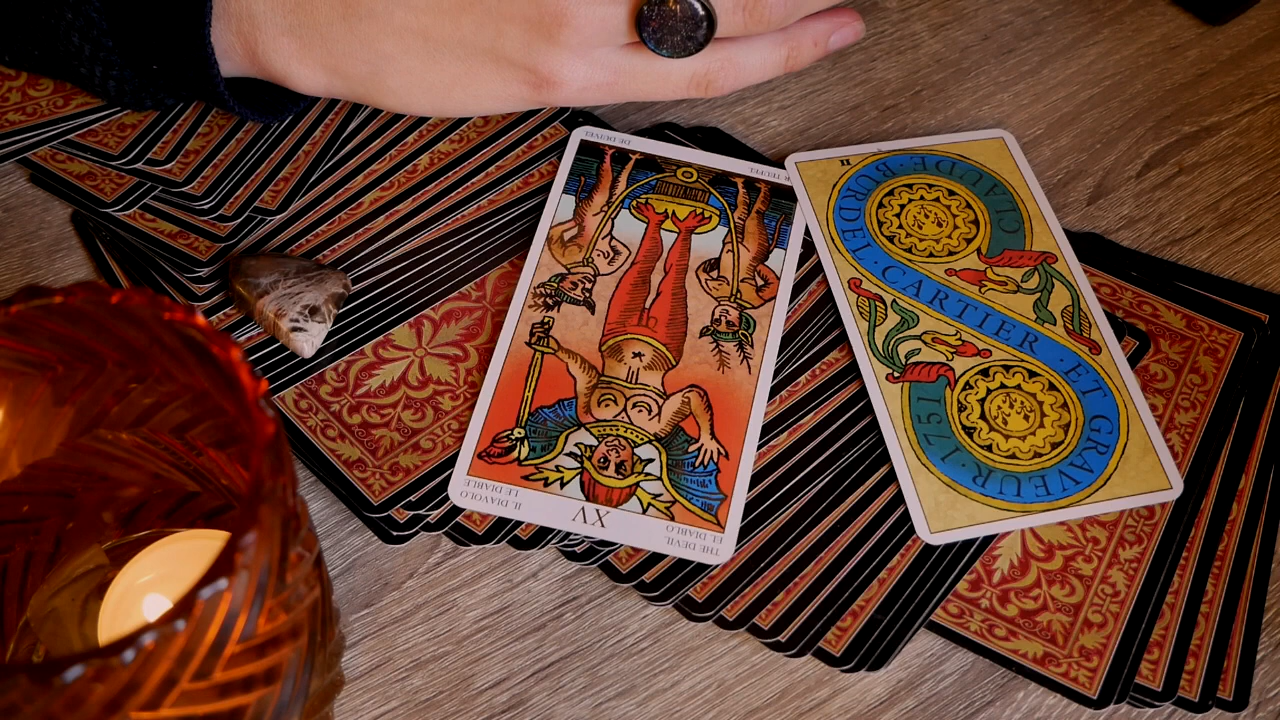 DE DUIVEL
II
CLAUDE · BURDEL · CARTIER · ET GRAVEUR · 1751
XV
IL DIAVOLO
LE DIABLE
THE DEVIL
EL DIABLO